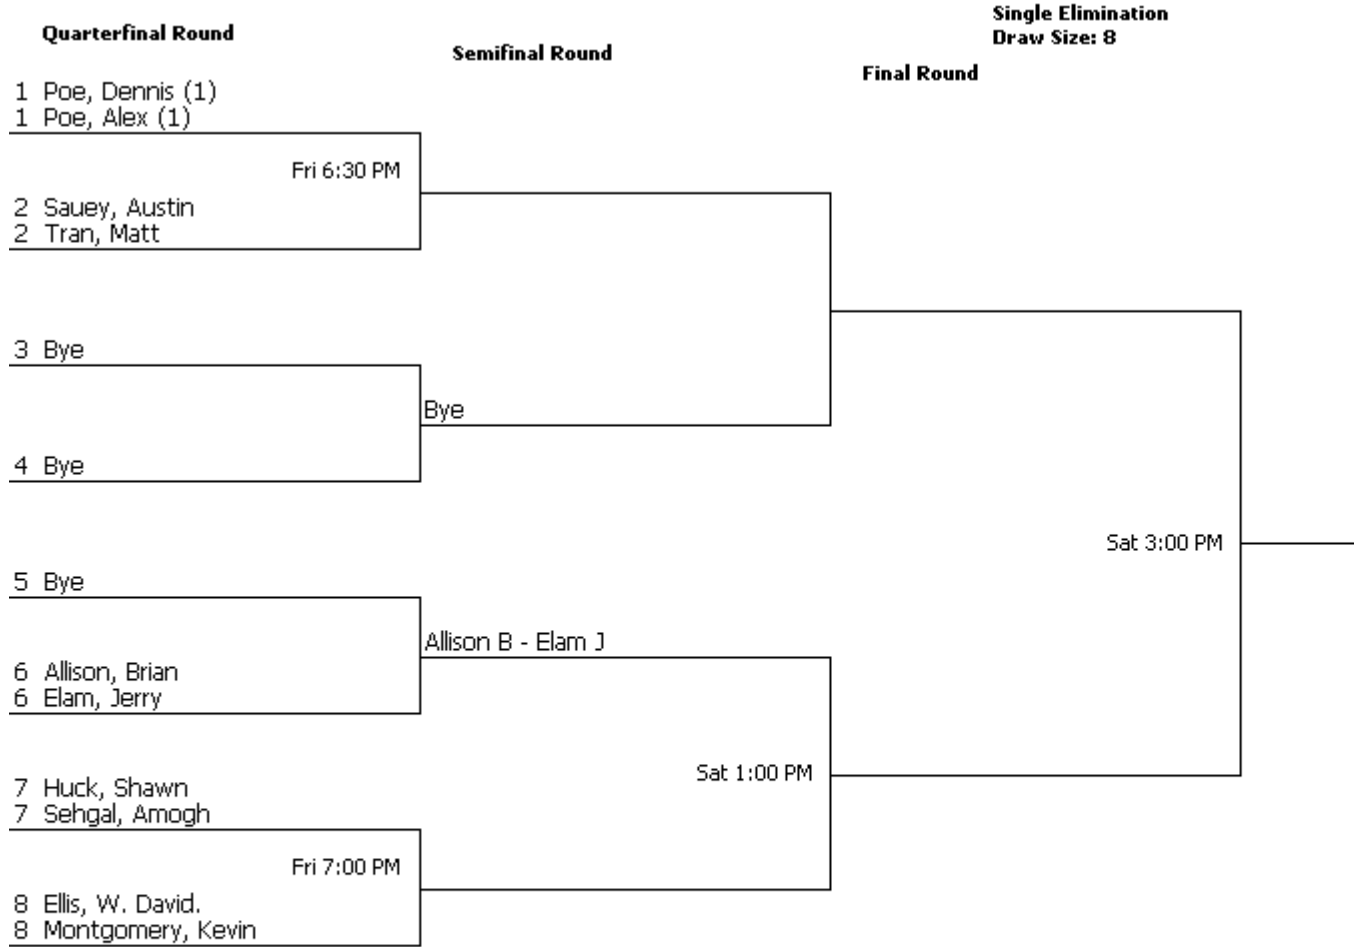 Single Elimination
Draw Size: 8
Quarterfinal Round
Semifinal Round
Final Round
1 Poe, Dennis (1)
1 Poe, Alex (1)
Fri 6:30 PM
2 Sauey, Austin
2 Tran, Matt
3 Bye
Bye
4 Bye
Sat 3:00 PM
5 Bye
Allison B - Elam J
6 Allison, Brian
6 Elam, Jerry
Sat 1:00 PM
7 Huck, Shawn
7 Sehgal, Amogh
Fri 7:00 PM
8 Ellis, W. David.
8 Montgomery, Kevin